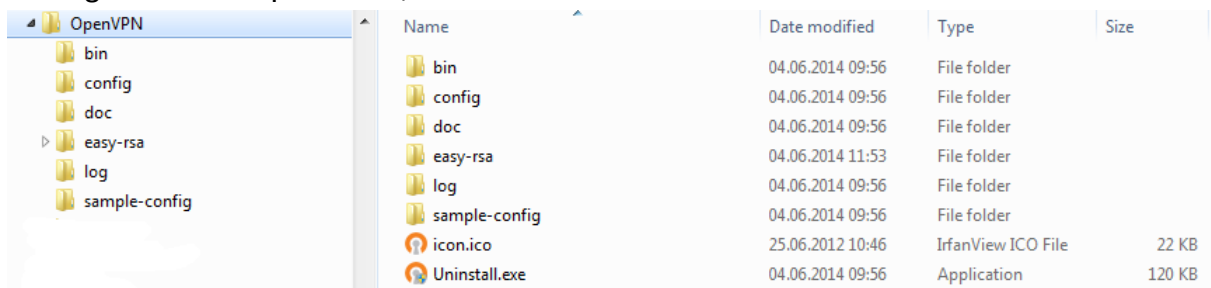 OpenVPN
bin
config
doc
easy-rsa
log
sample-config
Name Date modified Type Size
bin 04.06.2014 09:56 File folder
config 04.06.2014 09:56 File folder
doc 04.06.2014 09:56 File folder
easy-rsa 04.06.2014 11:53 File folder
log 04.06.2014 09:56 File folder
sample-config 04.06.2014 09:56 File folder
icon.ico 25.06.2012 10:46 IrfanView ICO File 22 KB
Uninstall.exe 04.06.2014 09:56 Application 120 KB